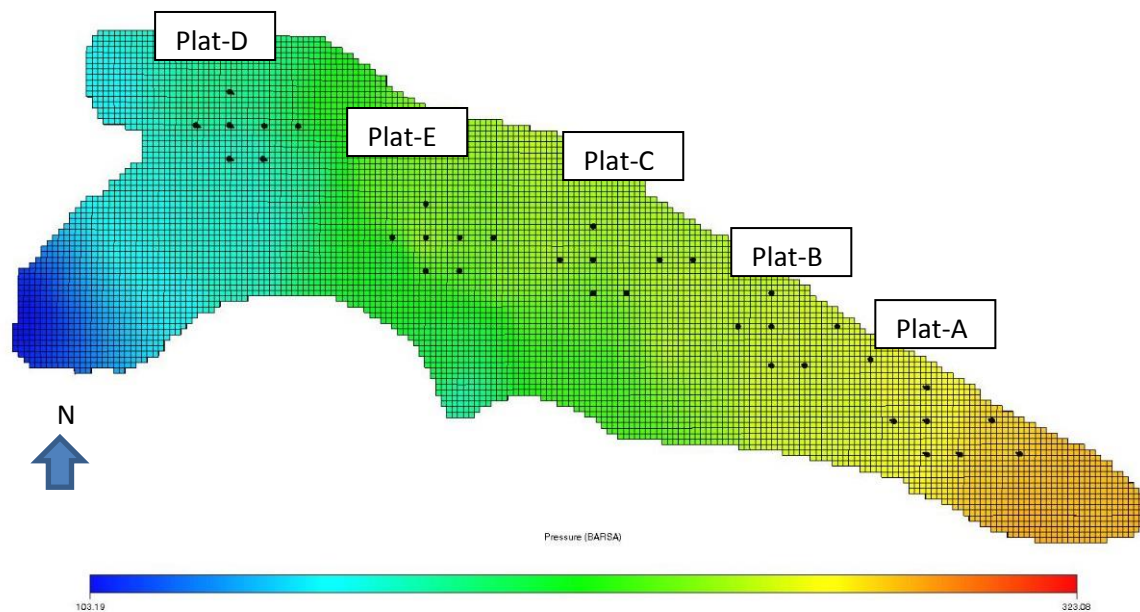 Plat-D
Plat-E
Plat-C
Plat-B
Plat-A
N
Pressure (BARSA)
103.19
323.08